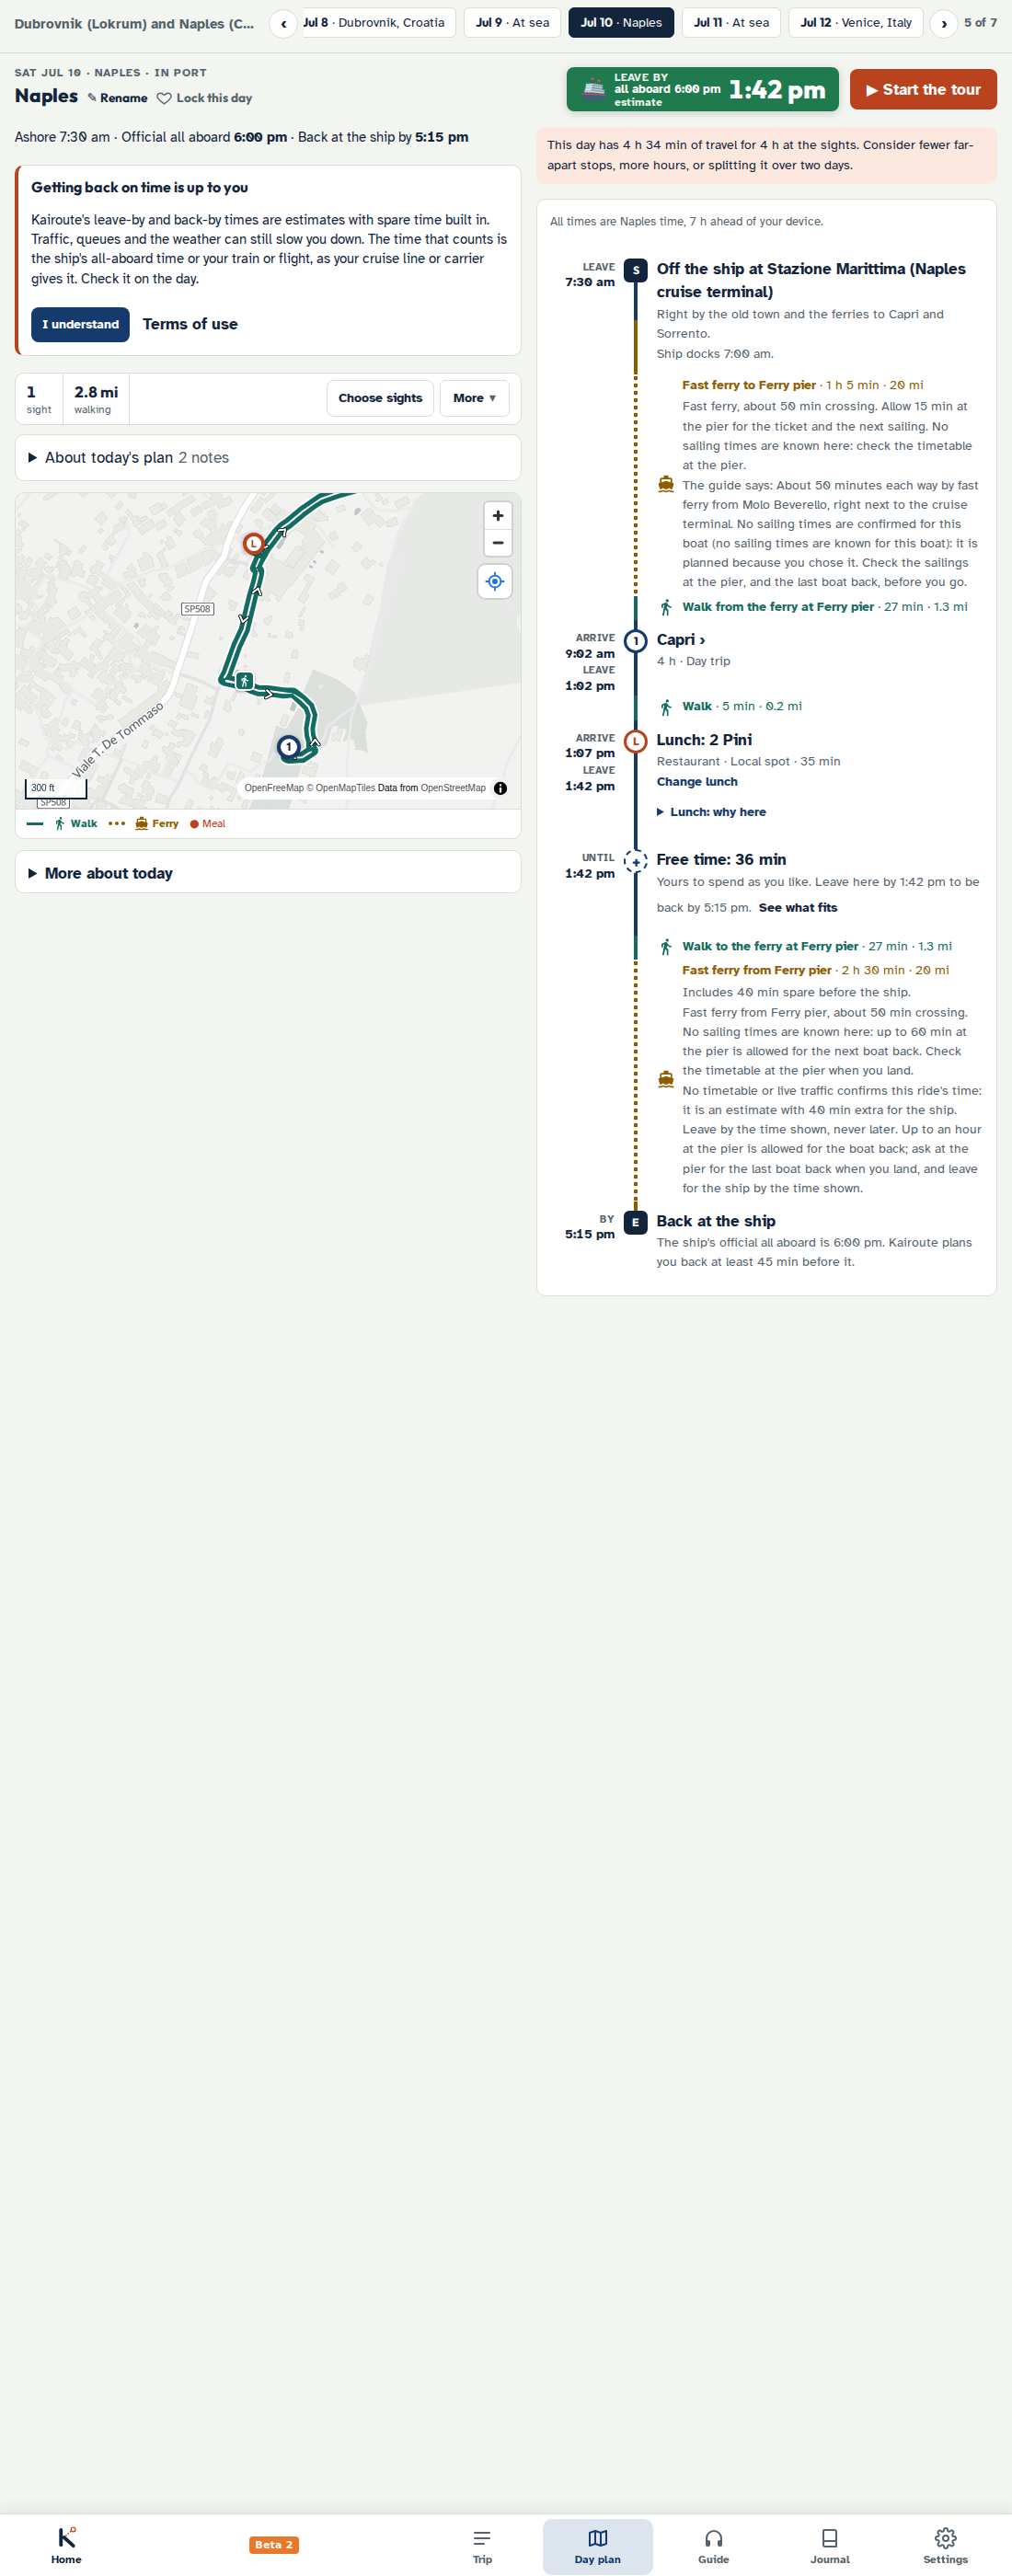 Dubrovnik (Lokrum) and Naples (C...
‹
Jul 8 · Dubrovnik, Croatia
Jul 9 · At sea
Jul 10 · Naples
Jul 11 · At sea
Jul 12 · Venice, Italy
›
5 of 7
SAT JUL 10 · NAPLES · IN PORT
Naples ✎ Rename ♡ Lock this day
LEAVE BY
all aboard 6:00 pm
estimate
1:42 pm
▶ Start the tour
Ashore 7:30 am · Official all aboard 6:00 pm · Back at the ship by 5:15 pm
Getting back on time is up to you
Kairoute's leave-by and back-by times are estimates with spare time built in.
Traffic, queues and the weather can still slow you down. The time that counts is
the ship's all-aboard time or your train or flight, as your cruise line or carrier
gives it. Check it on the day.
I understand
Terms of use
1
sight
2.8 mi
walking
Choose sights
More ▼
▶ About today's plan 2 notes
+
−
L
SP508
1
Viale T. De Tommaso
300 ft
SP508
OpenFreeMap © OpenMapTiles Data from OpenStreetMap
Walk
Ferry
Meal
▶ More about today
This day has 4 h 34 min of travel for 4 h at the sights. Consider fewer far-
apart stops, more hours, or splitting it over two days.
All times are Naples time, 7 h ahead of your device.
LEAVE
7:30 am
S
Off the ship at Stazione Marittima (Naples
cruise terminal)
Right by the old town and the ferries to Capri and
Sorrento.
Ship docks 7:00 am.
Fast ferry to Ferry pier · 1 h 5 min · 20 mi
Fast ferry, about 50 min crossing. Allow 15 min at
the pier for the ticket and the next sailing. No
sailing times are known here: check the timetable
at the pier.
The guide says: About 50 minutes each way by fast
ferry from Molo Beverello, right next to the cruise
terminal. No sailing times are confirmed for this
boat (no sailing times are known for this boat): it is
planned because you chose it. Check the sailings
at the pier, and the last boat back, before you go.
Walk from the ferry at Ferry pier · 27 min · 1.3 mi
ARRIVE
9:02 am
LEAVE
1:02 pm
1
Capri ›
4 h · Day trip
Walk · 5 min · 0.2 mi
ARRIVE
1:07 pm
LEAVE
1:42 pm
L
Lunch: 2 Pini
Restaurant · Local spot · 35 min
Change lunch
▶ Lunch: why here
UNTIL
1:42 pm
+
Free time: 36 min
Yours to spend as you like. Leave here by 1:42 pm to be
back by 5:15 pm. See what fits
Walk to the ferry at Ferry pier · 27 min · 1.3 mi
Fast ferry from Ferry pier · 2 h 30 min · 20 mi
Includes 40 min spare before the ship.
Fast ferry from Ferry pier, about 50 min crossing.
No sailing times are known here: up to 60 min at
the pier is allowed for the next boat back. Check
the timetable at the pier when you land.
No timetable or live traffic confirms this ride's time:
it is an estimate with 40 min extra for the ship.
Leave by the time shown, never later. Up to an hour
at the pier is allowed for the boat back; ask at the
pier for the last boat back when you land, and leave
for the ship by the time shown.
BY
5:15 pm
E
Back at the ship
The ship's official all aboard is 6:00 pm. Kairoute plans
you back at least 45 min before it.
Home
Beta 2
Trip
Day plan
Guide
Journal
Settings